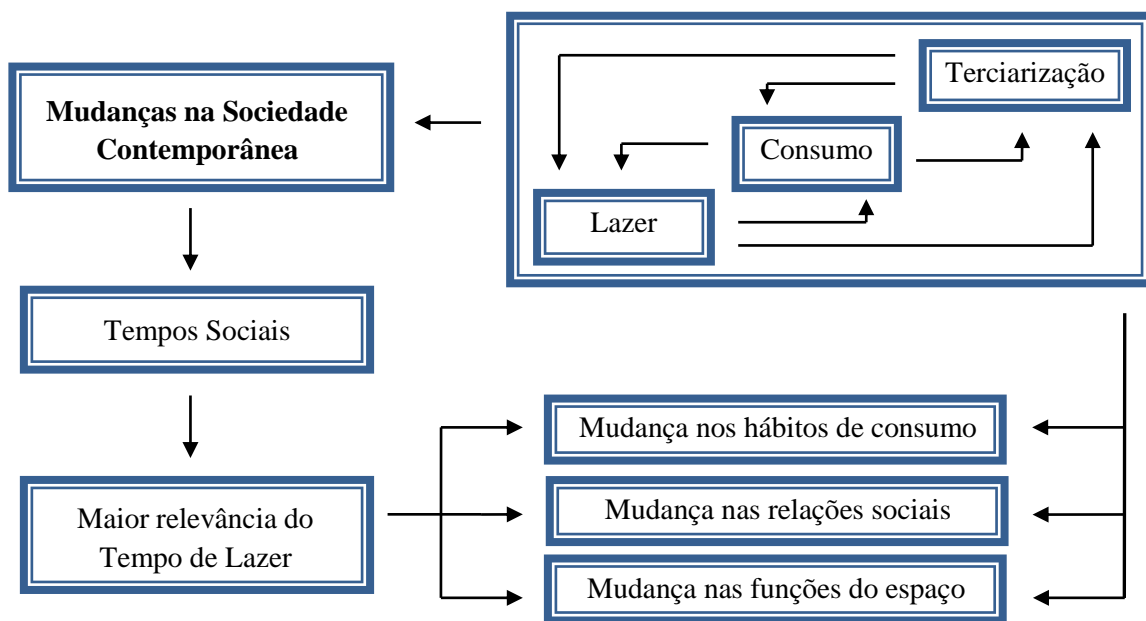 Mudanças na Sociedade
Contemporânea
Terciarização
Consumo
Lazer
Tempos Sociais
Maior relevância do
Tempo de Lazer
Mudança nos hábitos de consumo
Mudança nas relações sociais
Mudança nas funções do espaço